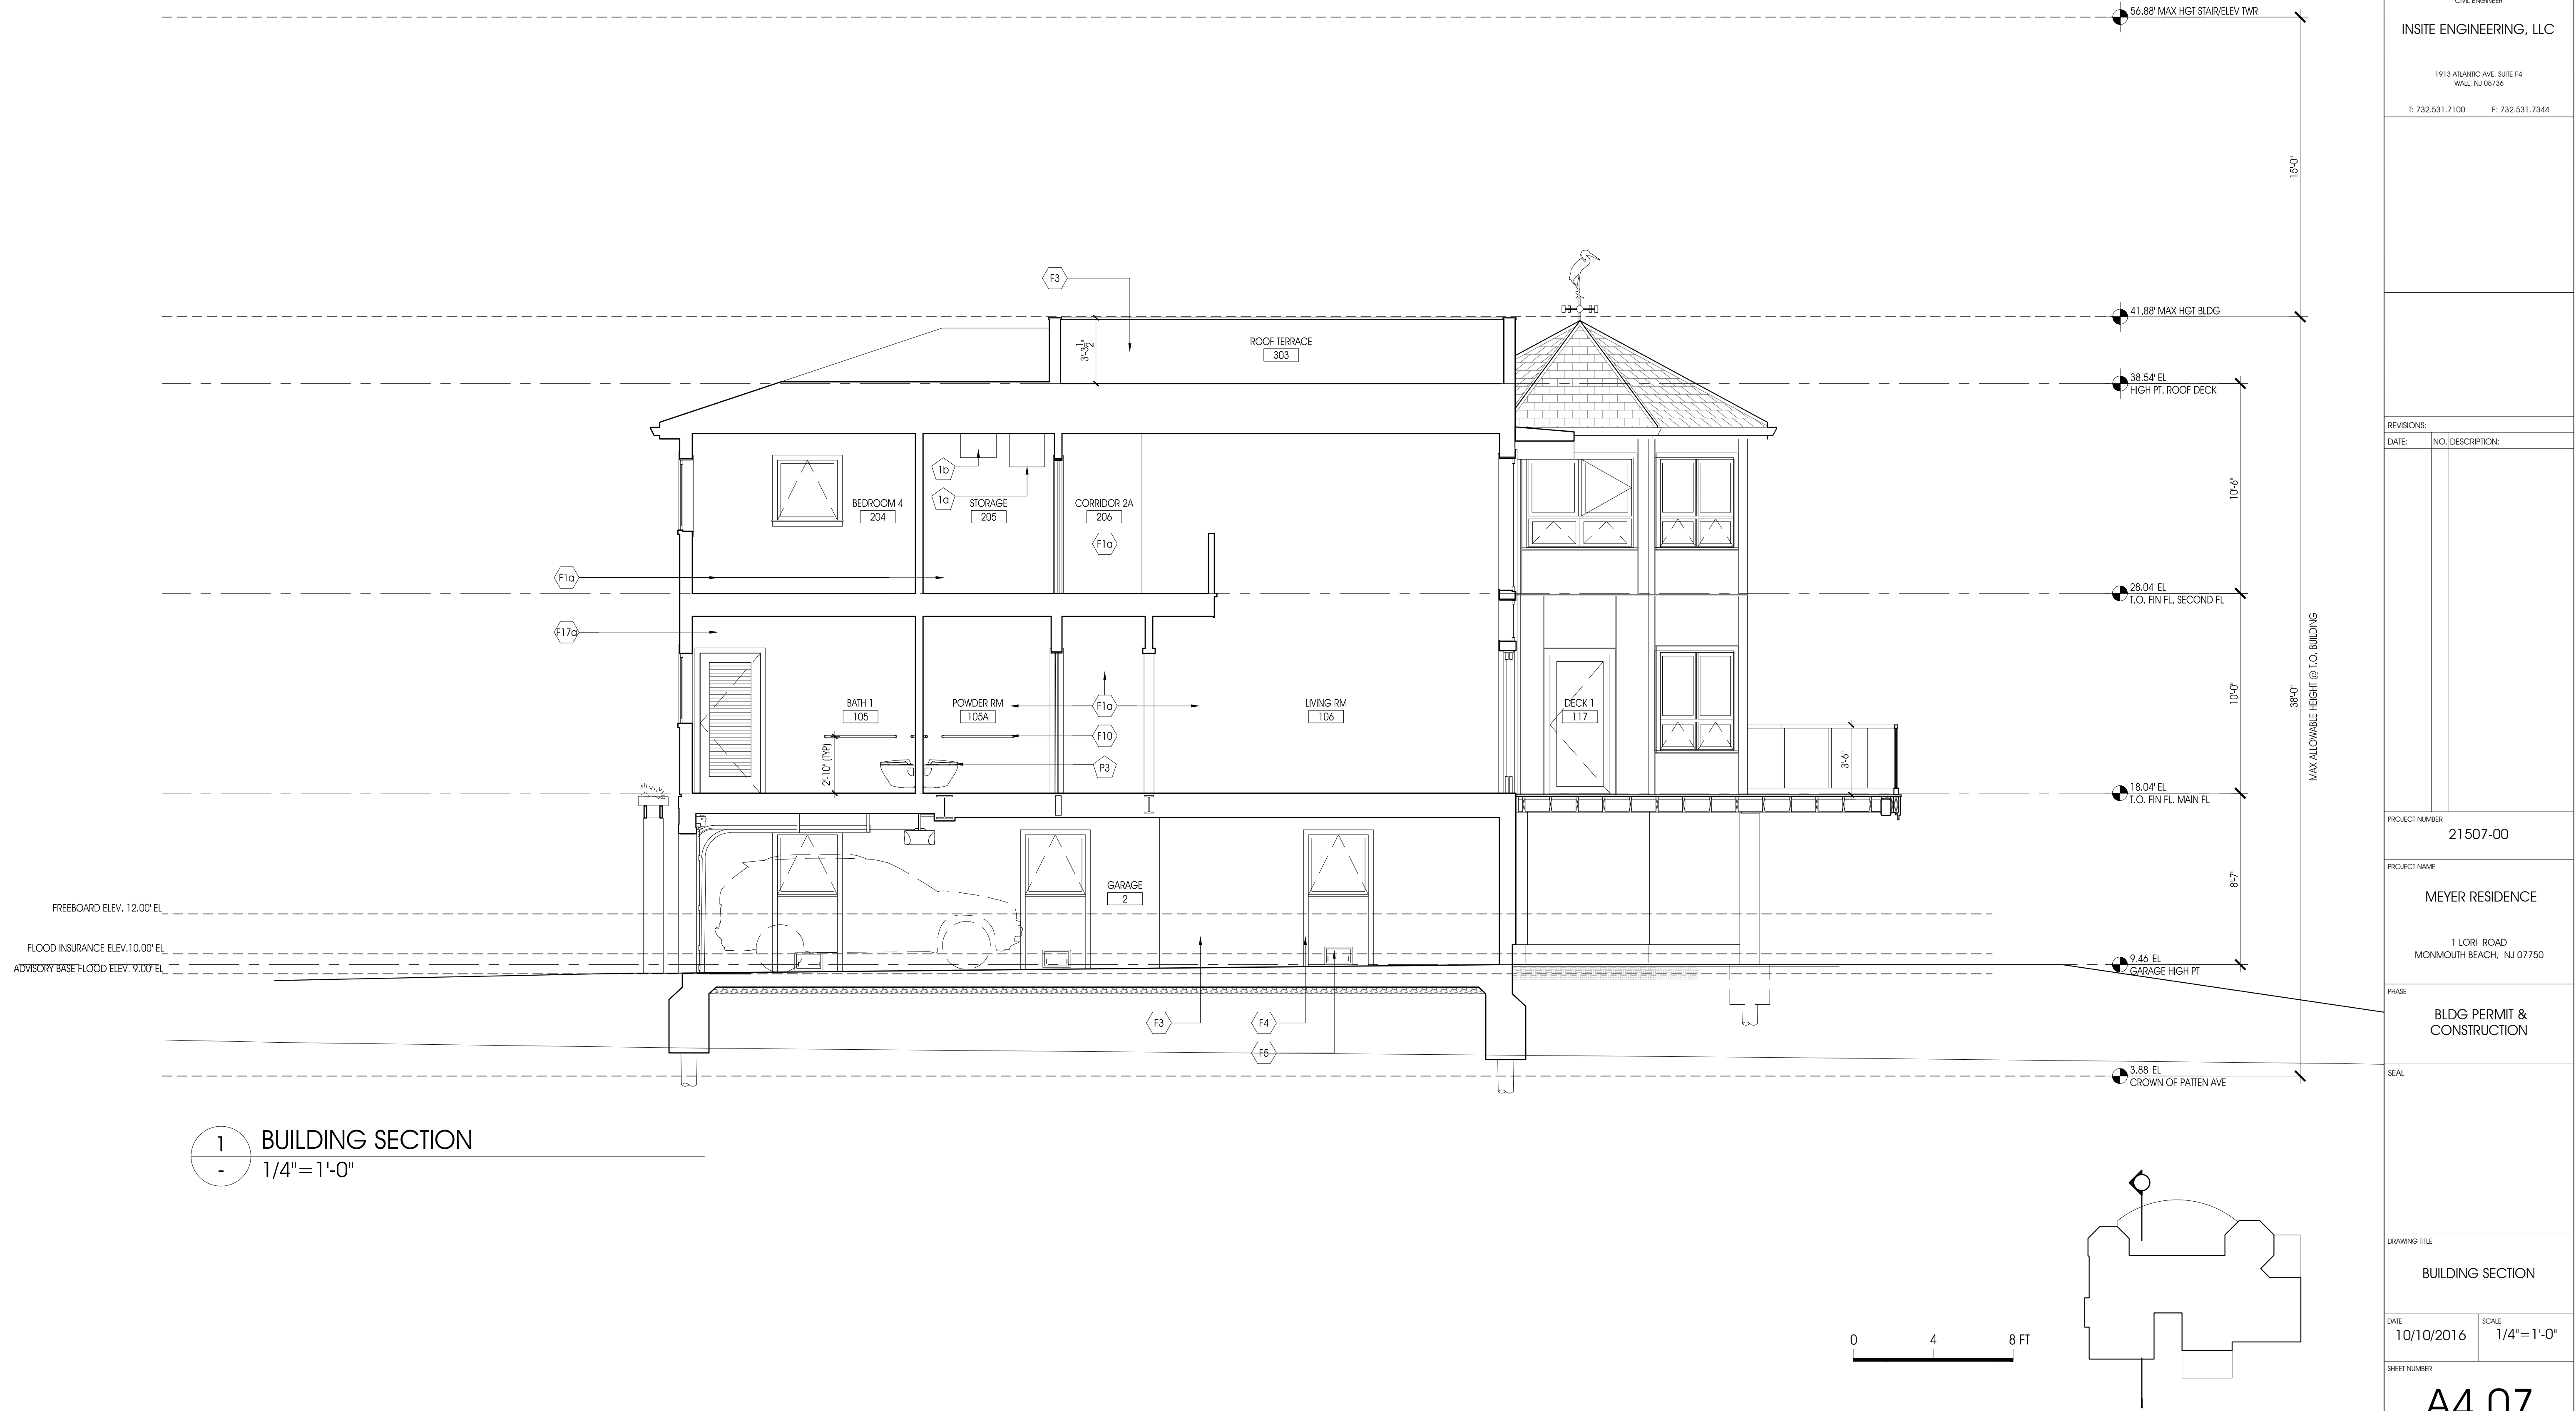 56.88' MAX HGT STAIR/ELEV TWR
15'-0"
F3
41.88' MAX HGT BLDG
ROOF TERRACE
303
3'-3 1/2"
38.54' EL
HIGH PT. ROOF DECK
1b
1a
BEDROOM 4
204
STORAGE
205
CORRIDOR 2A
206
F1a
10'-6"
F1a
28.04' EL
T.O. FIN FL. SECOND FL
F17a
BATH 1
105
POWDER RM
105A
F1a
F10
P3
LIVING RM
106
DECK 1
117
2'-10" (TYP)
3'-6"
10'-0"
38'-0"
MAX ALLOWABLE HEIGHT @ T.O. BUILDING
18.04' EL
T.O. FIN FL. MAIN FL
GARAGE
2
8'-7"
FREEBOARD ELEV. 12.00' EL
FLOOD INSURANCE ELEV.10.00' EL
ADVISORY BASE FLOOD ELEV. 9.00' EL
9.46' EL
GARAGE HIGH PT
F3
F4
F5
3.88' EL
CROWN OF PATTEN AVE
1
-
BUILDING SECTION
1/4"=1'-0"
0 4 8 FT
CIVIL ENGINEER
INSITE ENGINEERING, LLC
1913 ATLANTIC AVE, SUITE F4
WALL, NJ 08736
T: 732.531.7100 F: 732.531.7344
REVISIONS:
DATE: NO. DESCRIPTION:
PROJECT NUMBER
21507-00
PROJECT NAME
MEYER RESIDENCE
1 LORI ROAD
MONMOUTH BEACH, NJ 07750
PHASE
BLDG PERMIT &
CONSTRUCTION
SEAL
DRAWING TITLE
BUILDING SECTION
DATE
10/10/2016
SCALE
1/4"=1'-0"
SHEET NUMBER
A4.07